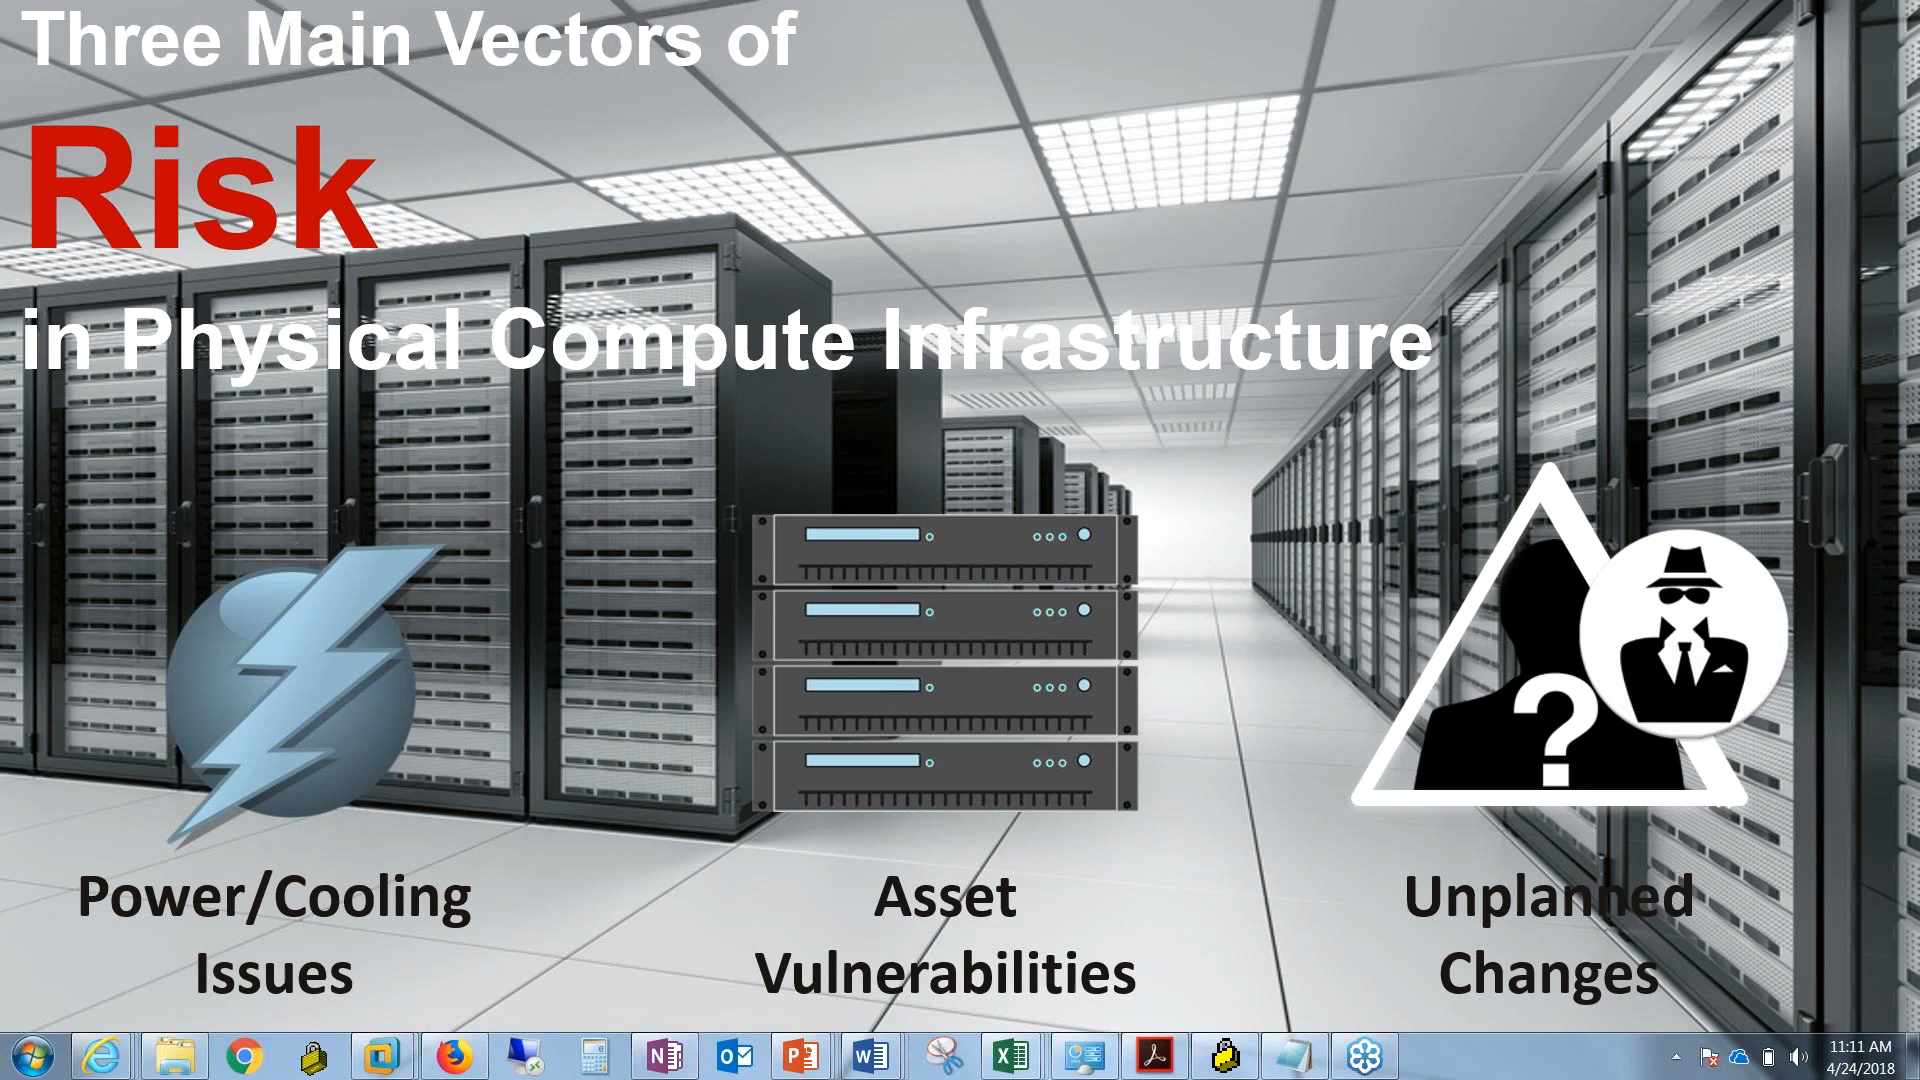 Three Main Vectors of
Risk
in Physical Compute Infrastructure
?
Power/Cooling
Issues
Asset
Vulnerabilities
Unplanned
Changes
11:11 AM
4/24/2018